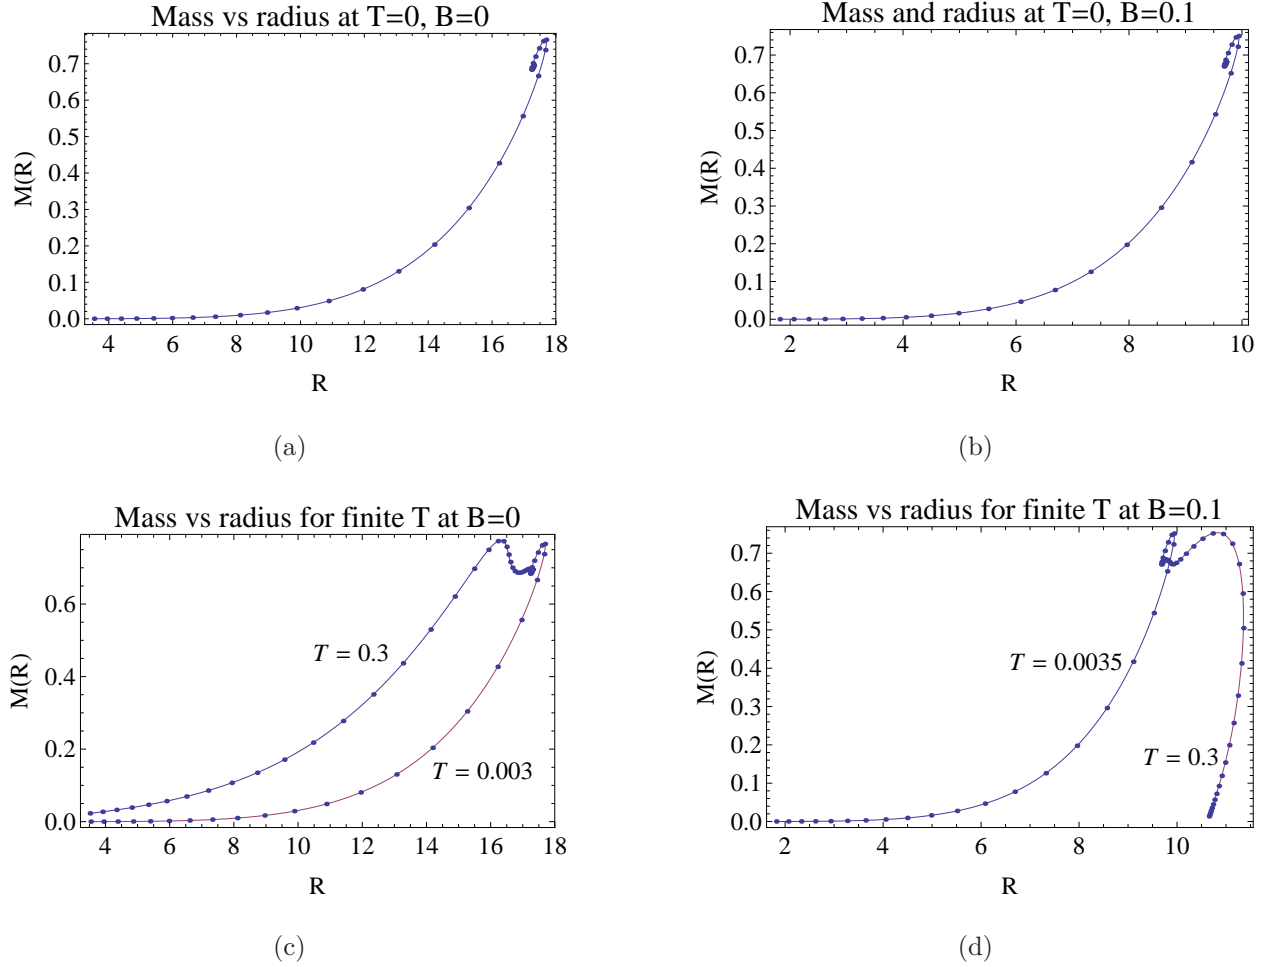 Mass vs radius at T=0, B=0
M(R)
0.7
0.6
0.5
0.4
0.3
0.2
0.1
0.0
4 6 8 10 12 14 16 18
R
(a)
Mass and radius at T=0, B=0.1
M(R)
0.7
0.6
0.5
0.4
0.3
0.2
0.1
0.0
2 4 6 8 10
R
(b)
Mass vs radius for finite T at B=0
M(R)
0.6
0.4
0.2
0.0
T = 0.3
T = 0.003
4 6 8 10 12 14 16 18
R
(c)
Mass vs radius for finite T at B=0.1
M(R)
0.7
0.6
0.5
0.4
0.3
0.2
0.1
0.0
T = 0.0035
T = 0.3
2 4 6 8 10
R
(d)